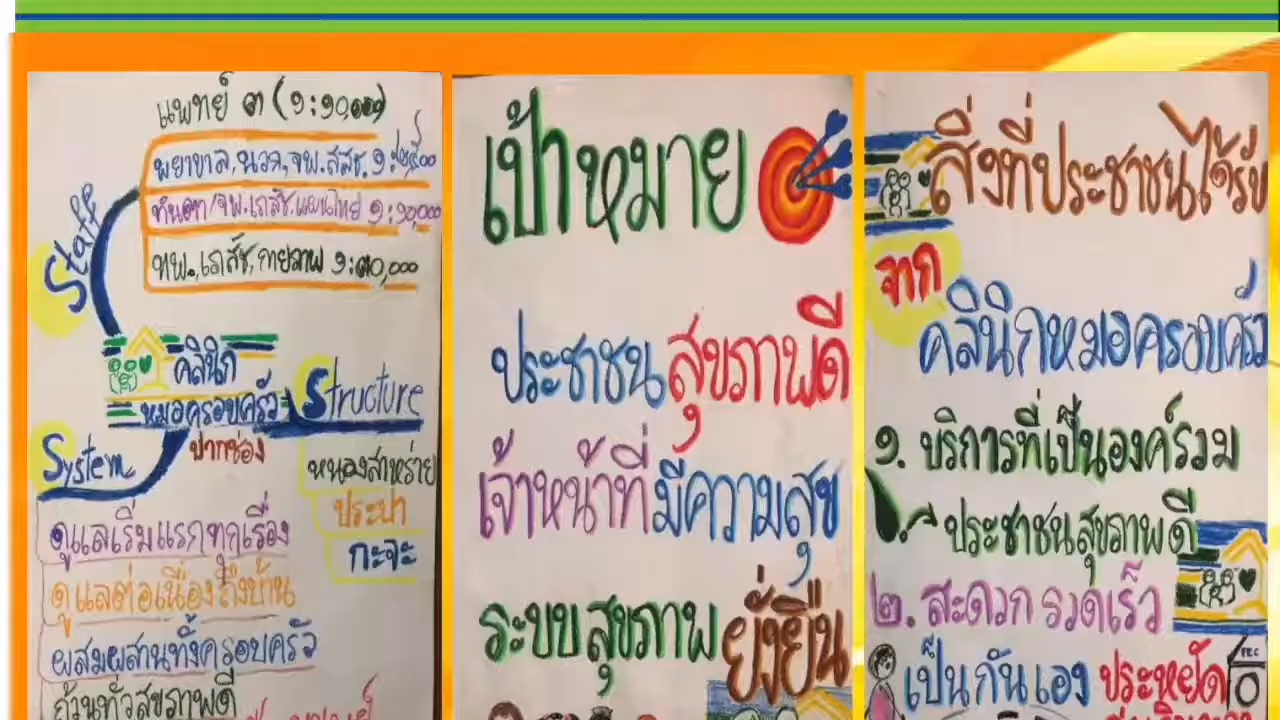 แพทย์ ๓ (๑:๑๐,๐๐๐)
พยาบาล, นวก, จพ. สสช. ๑:๒๕๐๐
ทันตา/จพ.เภสัช.แผนไทย ๑:๑๐,๐๐๐
ทพ., เภสัช, กายภาพ ๑:๓๐,๐๐๐
Staff
คลินิก
หมอครอบครัว
ปากช่อง
Structure
หนองสาหร่าย
ประปา
กะจะ
System
ดูแลเริ่มแรกทุกเรื่อง
ดูแลต่อเนื่องถึงบ้าน
ผสมผสานทั้งครอบครัว
ถ้วนทั่วสุขภาพดี
เป้าหมาย
ประชาชนสุขภาพดี
เจ้าหน้าที่มีความสุข
ระบบสุขภาพยั่งยืน
สิ่งที่ประชาชนได้รับ
จาก
คลินิกหมอครอบครัว
๑. บริการที่เป็นองค์รวม
ประชาชนสุขภาพดี
๒. สะดวก รวดเร็ว
เป็นกันเอง ประหยัด